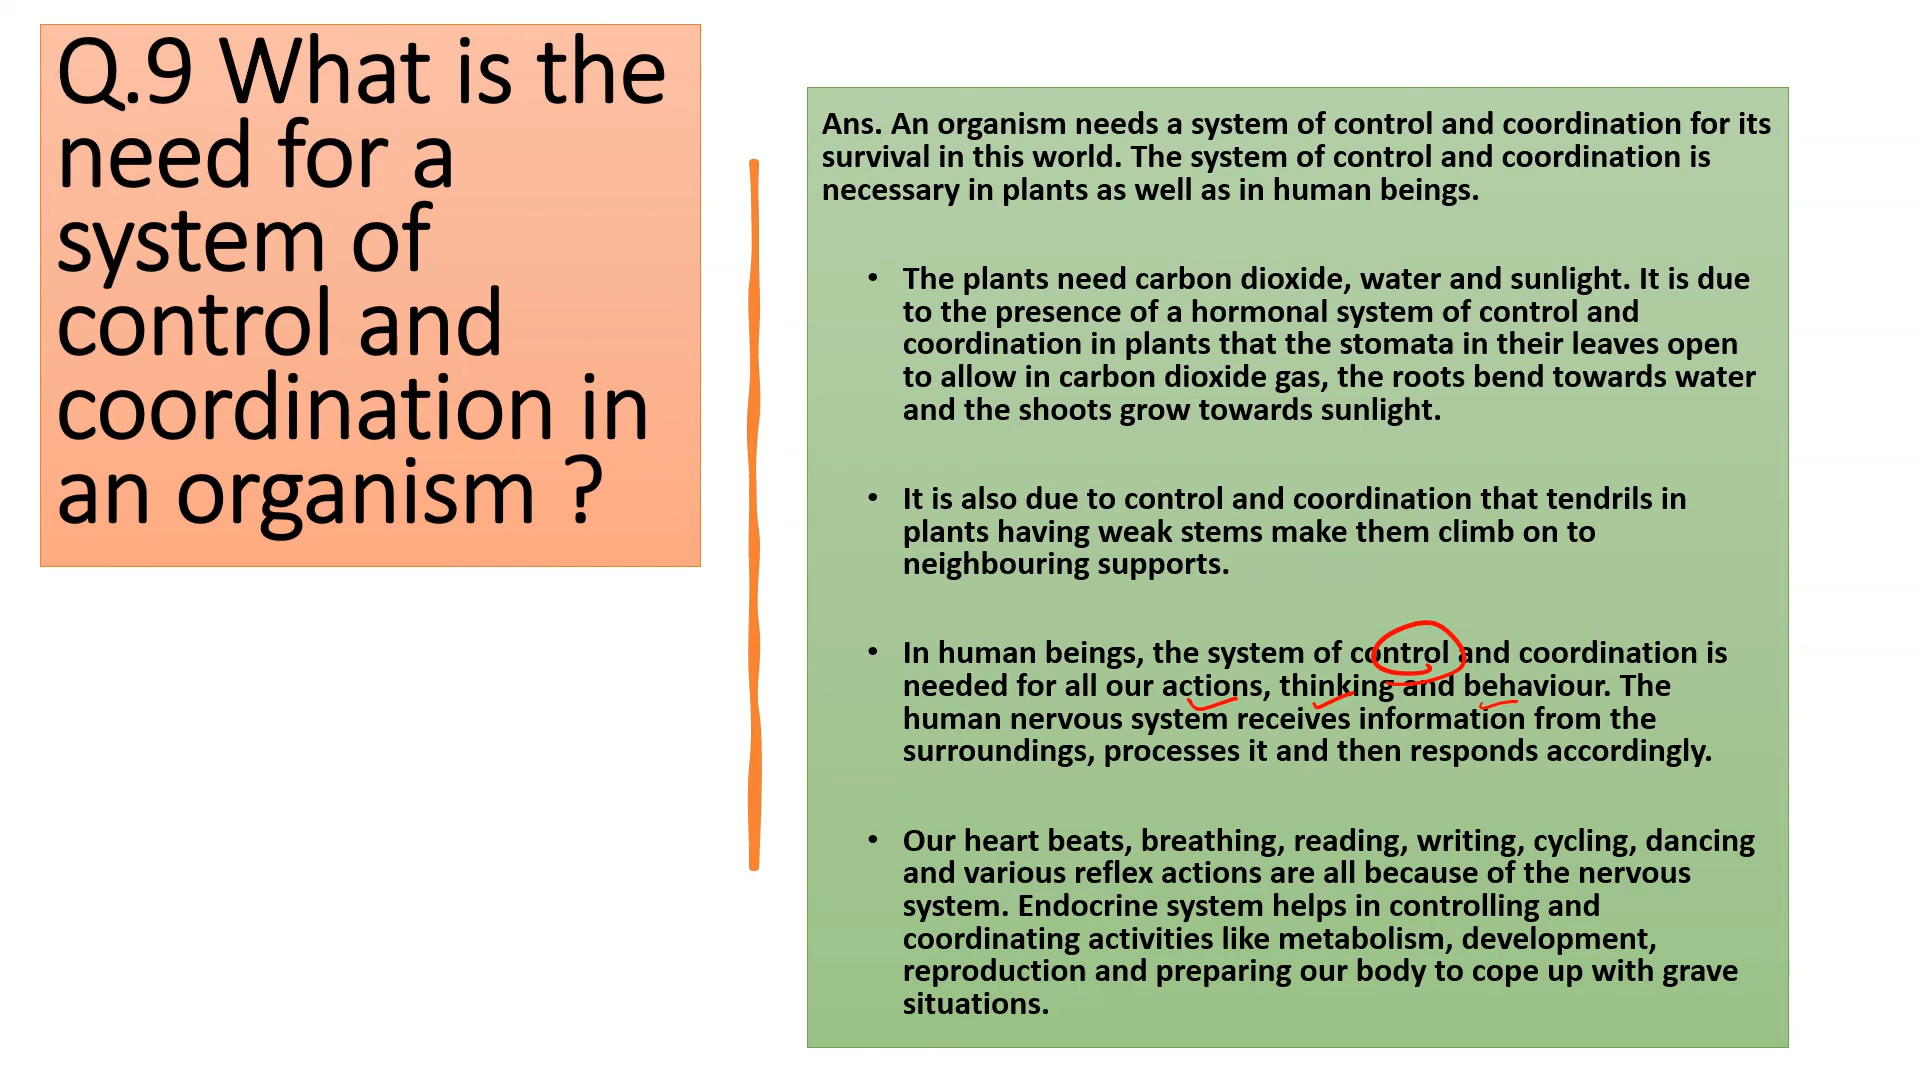 Q.9 What is the
need for a
system of
control and
coordination in
an organism ?
Ans. An organism needs a system of control and coordination for its
survival in this world. The system of control and coordination is
necessary in plants as well as in human beings.
• The plants need carbon dioxide, water and sunlight. It is due
to the presence of a hormonal system of control and
coordination in plants that the stomata in their leaves open
to allow in carbon dioxide gas, the roots bend towards water
and the shoots grow towards sunlight.
• It is also due to control and coordination that tendrils in
plants having weak stems make them climb on to
neighbouring supports.
• In human beings, the system of control and coordination is
needed for all our actions, thinking and behaviour. The
human nervous system receives information from the
surroundings, processes it and then responds accordingly.
• Our heart beats, breathing, reading, writing, cycling, dancing
and various reflex actions are all because of the nervous
system. Endocrine system helps in controlling and
coordinating activities like metabolism, development,
reproduction and preparing our body to cope up with grave
situations.